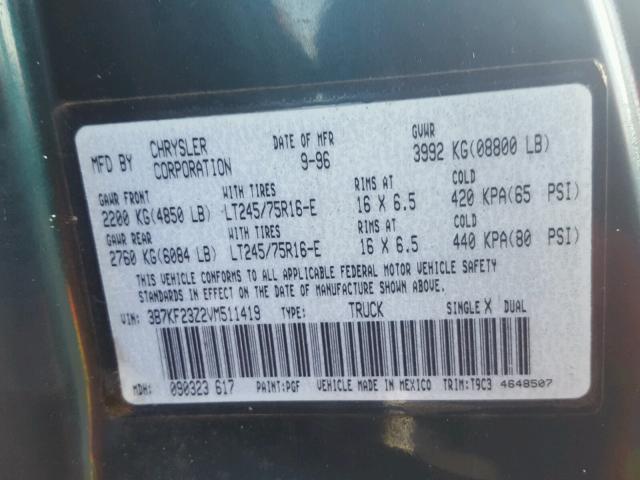 MFD BY CHRYSLER CORPORATION DATE OF MFR 9-96 GVWR 3992 KG(08800 LB)
GAWR FRONT WITH TIRES RIMS AT COLD
2200 KG(4850 LB) LT245/75R16-E 16 X 6.5 420 KPA(65 PSI)
GAWR REAR WITH TIRES RIMS AT COLD
2760 KG(6084 LB) LT245/75R16-E 16 X 6.5 440 KPA(80 PSI)
THIS VEHICLE CONFORMS TO ALL APPLICABLE FEDERAL MOTOR VEHICLE SAFETY
STANDARDS IN EFFECT ON THE DATE OF MANUFACTURE SHOWN ABOVE
VIN: 3B7KF23Z2VM511419 TYPE: TRUCK SINGLE X DUAL
MDH: 090323 617 PAINT:PGF VEHICLE MADE IN MEXICO TRIM:T9C3 4648507